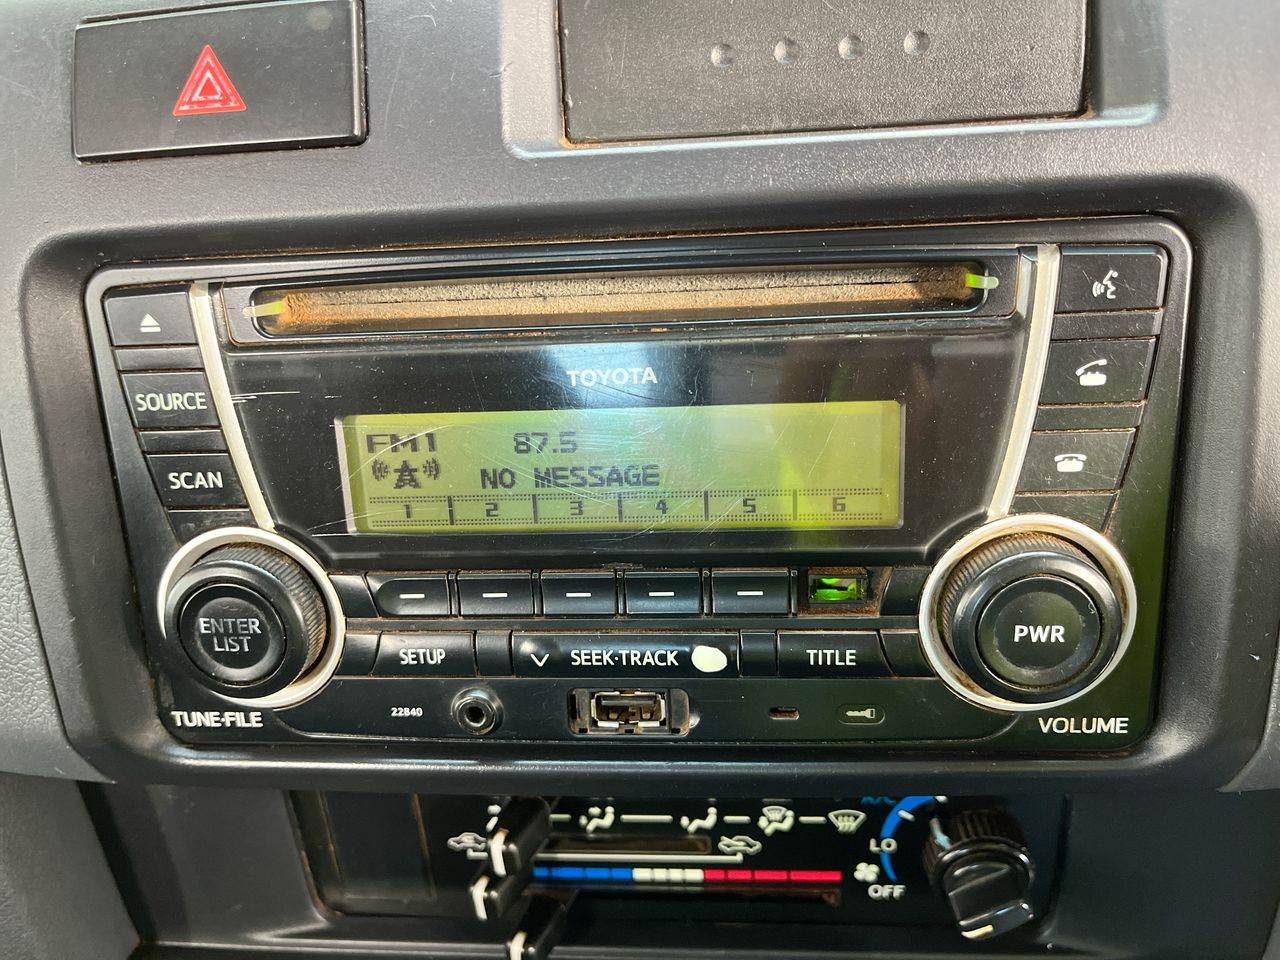 TOYOTA
SOURCE
SCAN
FM1 87.5
NO MESSAGE
1 2 3 4 5 6
ENTER
LIST
SETUP
SEEK·TRACK
TITLE
PWR
TUNE·FILE
22840
VOLUME
A/C
LO
OFF